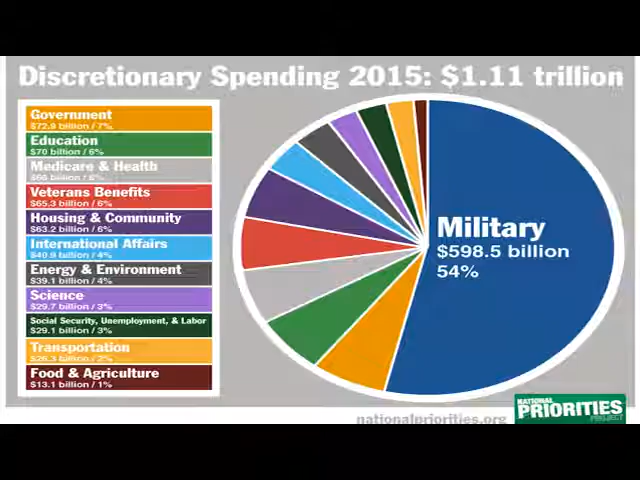 Discretionary Spending 2015: $1.11 trillion
Government
$72.9 billion / 7%
Education
$70 billion / 6%
Medicare & Health
$66 billion / 6%
Veterans Benefits
$65.3 billion / 6%
Housing & Community
$63.2 billion / 6%
International Affairs
$40.9 billion / 4%
Energy & Environment
$39.1 billion / 4%
Science
$29.7 billion / 3%
Social Security, Unemployment, & Labor
$29.1 billion / 3%
Transportation
$26.3 billion / 2%
Food & Agriculture
$13.1 billion / 1%
Military
$598.5 billion
54%
nationalpriorities.org
NATIONAL
PRIORITIES
PROJECT